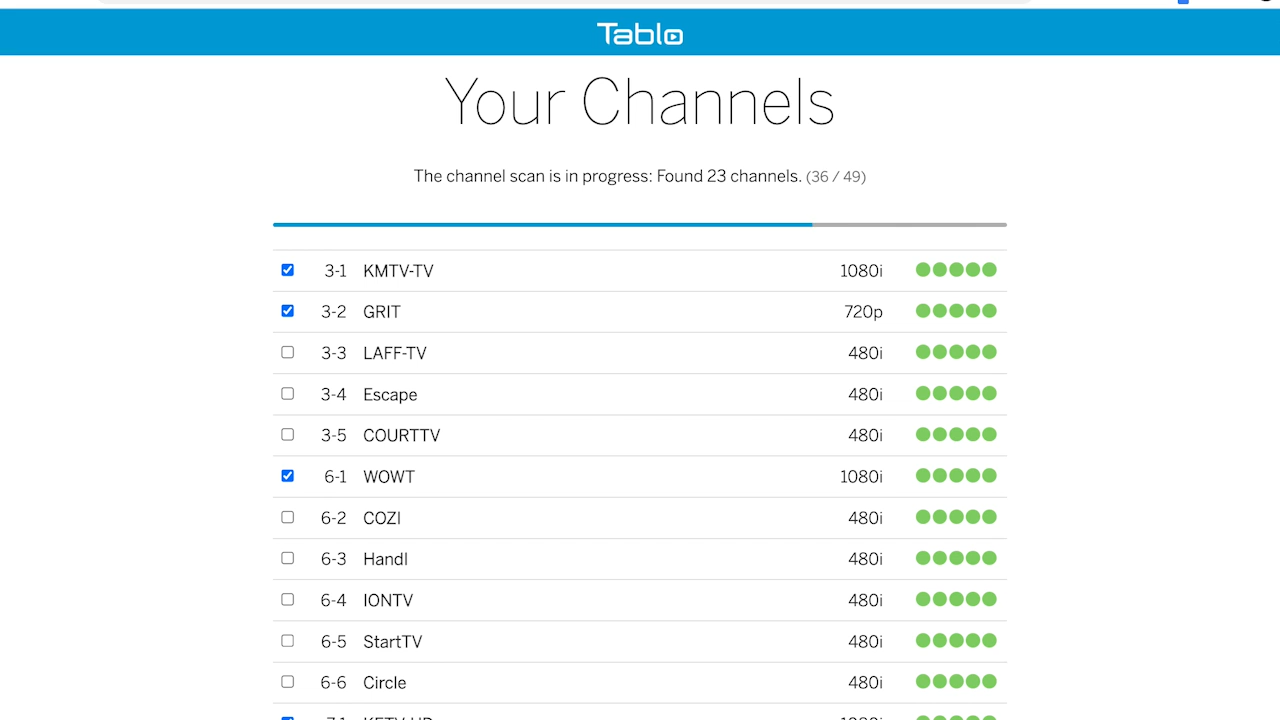 Tablo
Your Channels
The channel scan is in progress: Found 23 channels. (36 / 49)
3-1 KMTV-TV 1080i
3-2 GRIT 720p
3-3 LAFF-TV 480i
3-4 Escape 480i
3-5 COURTTV 480i
6-1 WOWT 1080i
6-2 COZI 480i
6-3 HandI 480i
6-4 IONTV 480i
6-5 StartTV 480i
6-6 Circle 480i